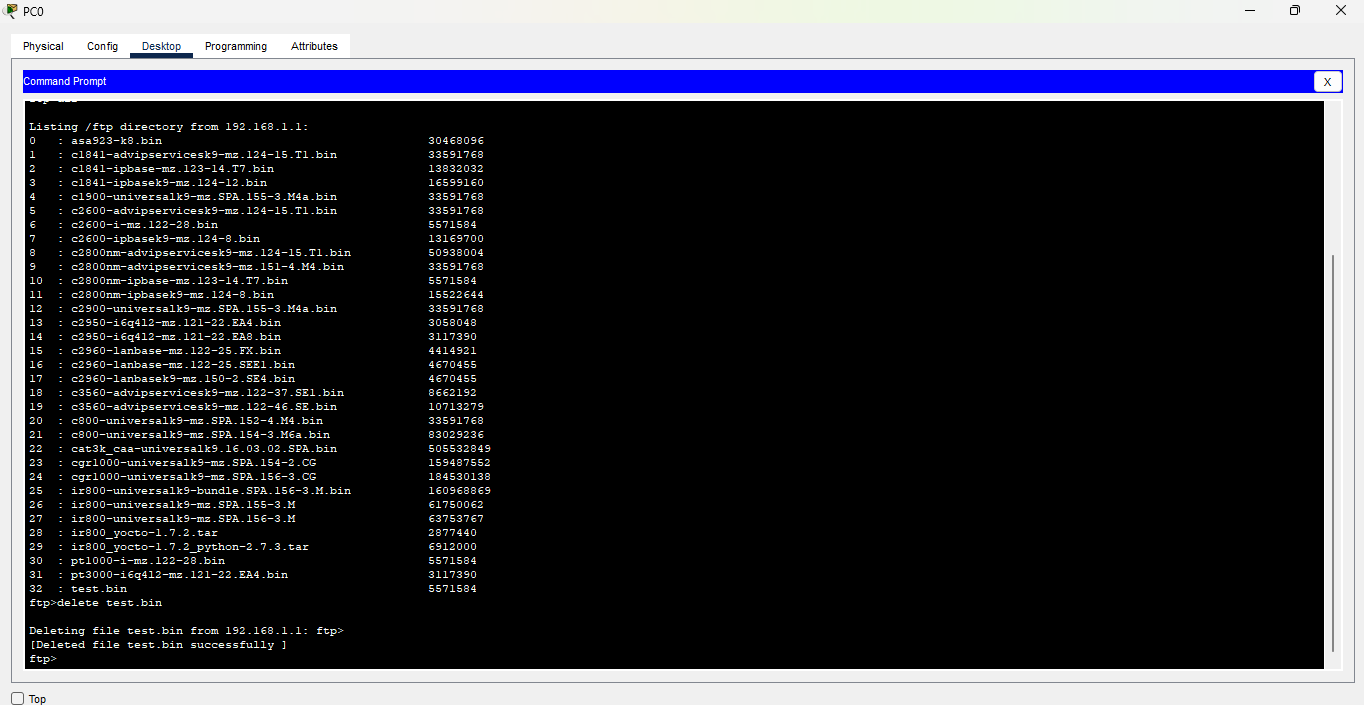 PC0
Physical Config Desktop Programming Attributes
Command Prompt X
Listing /ftp directory from 192.168.1.1:
0 : asa923-k8.bin 30468096
1 : c1841-advipservicesk9-mz.124-15.T1.bin 33591768
2 : c1841-ipbase-mz.123-14.T7.bin 13832032
3 : c1841-ipbasek9-mz.124-12.bin 16599160
4 : c1900-universalk9-mz.SPA.155-3.M4a.bin 33591768
5 : c2600-advipservicesk9-mz.124-15.T1.bin 33591768
6 : c2600-i-mz.122-28.bin 5571584
7 : c2600-ipbasek9-mz.124-8.bin 13169700
8 : c2800nm-advipservicesk9-mz.124-15.T1.bin 50938004
9 : c2800nm-advipservicesk9-mz.151-4.M4.bin 33591768
10 : c2800nm-ipbase-mz.123-14.T7.bin 5571584
11 : c2800nm-ipbasek9-mz.124-8.bin 15522644
12 : c2900-universalk9-mz.SPA.155-3.M4a.bin 33591768
13 : c2950-i6q4l2-mz.121-22.EA4.bin 3058048
14 : c2950-i6q4l2-mz.121-22.EA8.bin 3117390
15 : c2960-lanbase-mz.122-25.FX.bin 4414921
16 : c2960-lanbase-mz.122-25.SEE1.bin 4670455
17 : c2960-lanbasek9-mz.150-2.SE4.bin 4670455
18 : c3560-advipservicesk9-mz.122-37.SE1.bin 8662192
19 : c3560-advipservicesk9-mz.122-46.SE.bin 10713279
20 : c800-universalk9-mz.SPA.152-4.M4.bin 33591768
21 : c800-universalk9-mz.SPA.154-3.M6a.bin 83029236
22 : cat3k_caa-universalk9.16.03.02.SPA.bin 505532849
23 : cgr1000-universalk9-mz.SPA.154-2.CG 159487552
24 : cgr1000-universalk9-mz.SPA.156-3.CG 184530138
25 : ir800-universalk9-bundle.SPA.156-3.M.bin 160968869
26 : ir800-universalk9-mz.SPA.155-3.M 61750062
27 : ir800-universalk9-mz.SPA.156-3.M 63753767
28 : ir800_yocto-1.7.2.tar 2877440
29 : ir800_yocto-1.7.2_python-2.7.3.tar 6912000
30 : pt1000-i-mz.122-28.bin 5571584
31 : pt3000-i6q4l2-mz.121-22.EA4.bin 3117390
32 : test.bin 5571584
ftp>delete test.bin
Deleting file test.bin from 192.168.1.1: ftp>
[Deleted file test.bin successfully ]
ftp>
Top